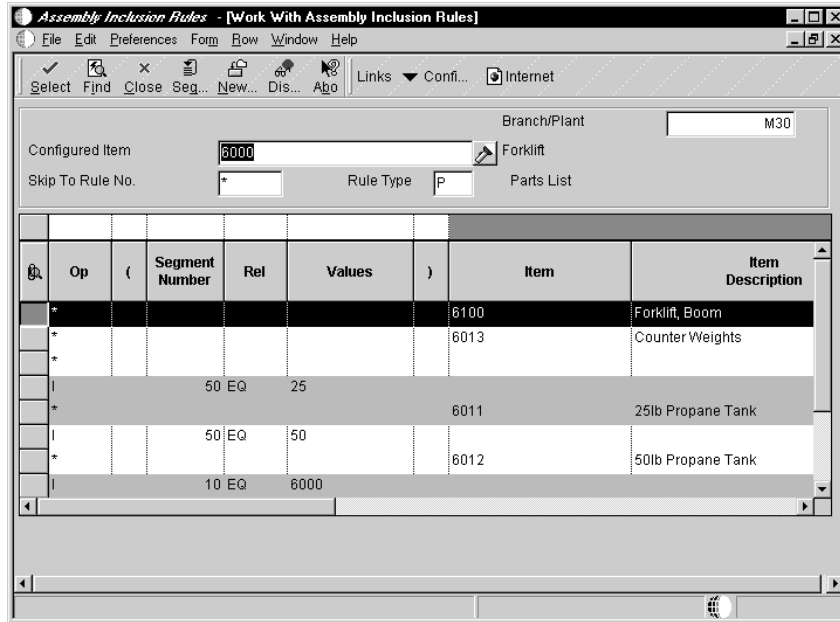 Assembly Inclusion Rules - [Work With Assembly Inclusion Rules]
File Edit Preferences Form Row Window Help
Select Find Close Seg... New... Dis... Abo Links Confi... Internet
Branch/Plant M30
Configured Item 6000 Forklift
Skip To Rule No. * Rule Type P Parts List
Op ( Segment Number Rel Values ) Item Item Description
* 6100 Forklift, Boom
* 6013 Counter Weights
*
I 50 EQ 25
* 6011 25lb Propane Tank
I 50 EQ 50
* 6012 50lb Propane Tank
I 10 EQ 6000